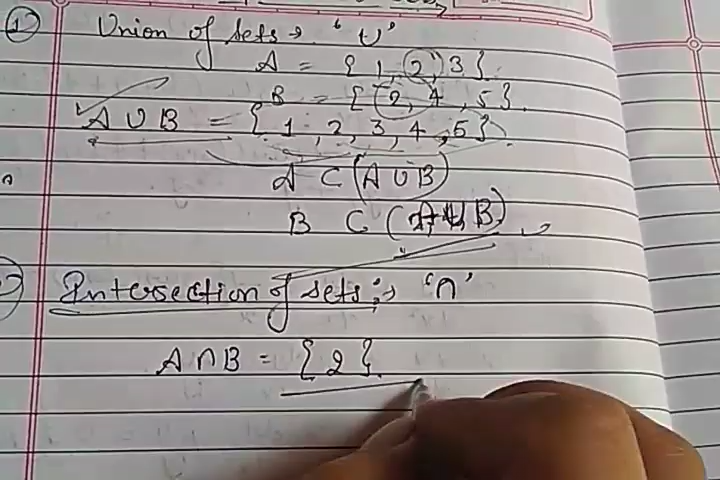 ① Union of sets → 'U'
A = {1, 2, 3}.
B = {2, 4, 5}.
A ∪ B = {1, 2, 3, 4, 5}.
A ⊂ (A ∪ B)
B ⊂ (A ∪ B)
Intersection of sets :→ '∩'
A ∩ B = {2}.